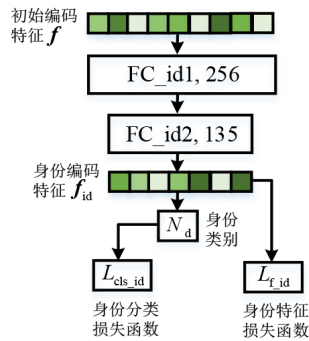 初始编码
特征 f
FC_id1, 256
FC_id2, 135
身份编码
特征 f_id
N_d
身份
类别
L_cls_id
L_f_id
身份分类
损失函数
身份特征
损失函数